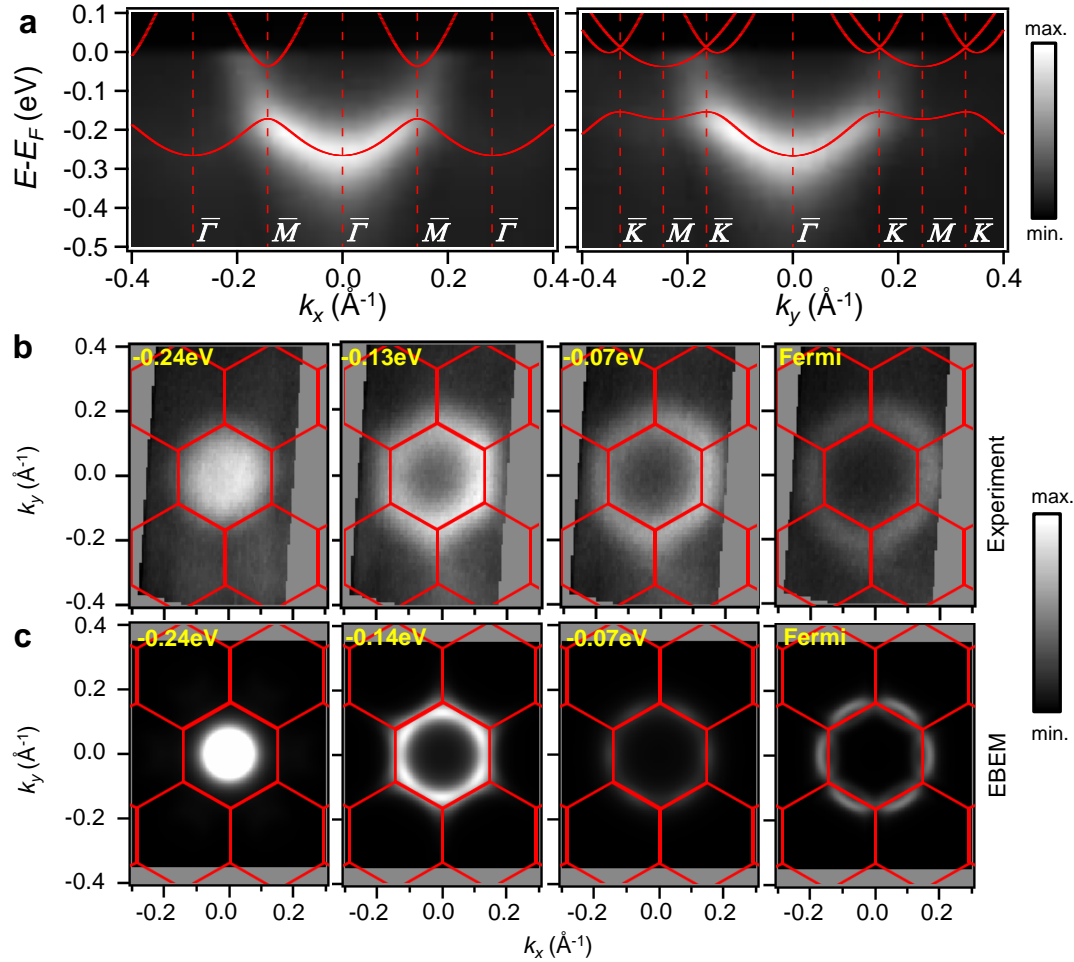 a
E-E_F (eV)
0.1
0.0
-0.1
-0.2
-0.3
-0.4
-0.5
Γ̅ M̅ Γ̅ M̅ Γ̅
-0.4 -0.2 0.0 0.2 0.4
k_x (Å⁻¹)
K̅ M̅ K̅ Γ̅ K̅ M̅ K̅
-0.4 -0.2 0.0 0.2 0.4
k_y (Å⁻¹)
max.
min.
b
-0.24eV -0.13eV -0.07eV Fermi
k_y (Å⁻¹)
0.4
0.2
0.0
-0.2
-0.4
Experiment
max.
min.
c
-0.24eV -0.14eV -0.07eV Fermi
k_y (Å⁻¹)
0.4
0.2
0.0
-0.2
-0.4
EBEM
-0.2 0.0 0.2 -0.2 0.0 0.2 -0.2 0.0 0.2 -0.2 0.0 0.2
k_x (Å⁻¹)